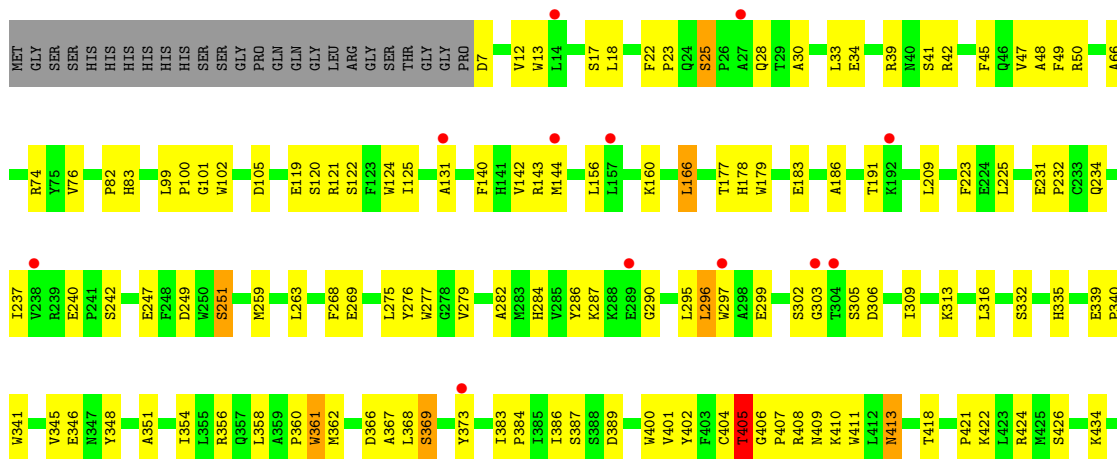 MET GLY SER SER HIS HIS HIS HIS HIS HIS SER SER GLY PRO GLN GLN GLY LEU ARG GLY SER THR GLY GLY PRO D7 V12 W13 L14 S17 L18 F22 P23 Q24 S25 P26 A27 Q28 T29 A30 L33 E34 R39 N40 S41 R42 F45 Q46 V47 A48 F49 R50 A66
R74 Y75 V76 P82 H83 L99 P100 G101 W102 D105 E119 S120 R121 S122 F123 W124 I125 A131 F140 H141 V142 R143 M144 L156 L157 K160 L166 T177 H178 W179 E183 A186 T191 K192 L209 F223 E224 L225 E231 P232 C233 Q234
I237 V238 R239 E240 P241 S242 E247 F248 D249 W250 S251 M259 L263 F268 E269 L275 Y276 W277 G278 V279 A282 M283 H284 V285 Y286 K287 K288 E289 G290 L295 L296 W297 A298 E299 S302 G303 T304 S305 D306 I309 K313 L316 S332 H335 E339 P340
W341 V345 E346 N347 Y348 A351 I354 L355 R356 Q357 L358 A359 P360 W361 M362 D366 A367 L368 S369 Y373 I383 P384 I385 I386 S387 S388 D389 W400 V401 Y402 F403 C404 T405 G406 P407 R408 N409 K410 W411 L412 N413 T418 P421 K422 L423 R424 M425 S426 K434